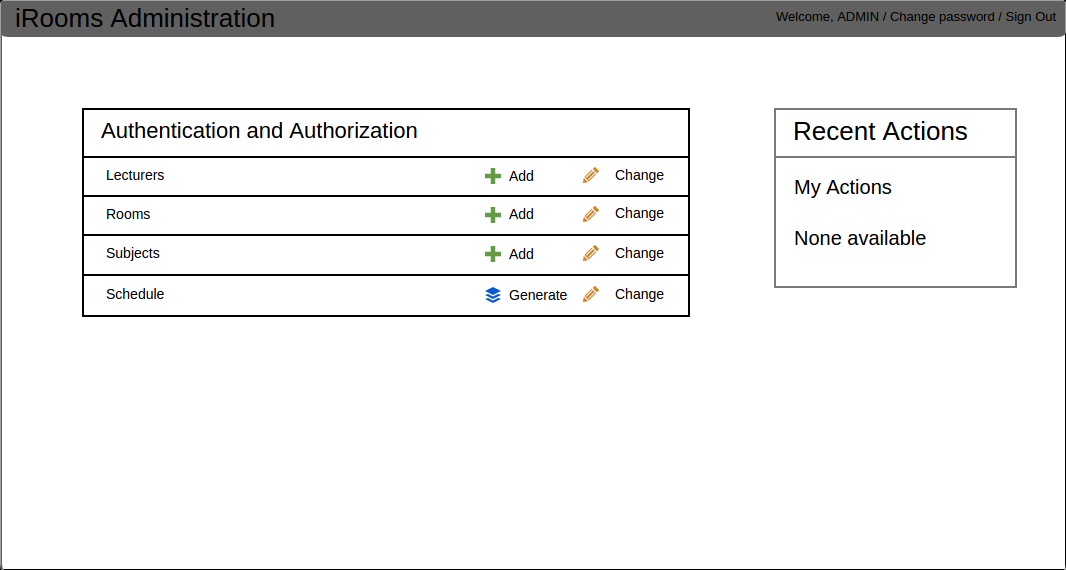 iRooms Administration
Welcome, ADMIN / Change password / Sign Out
Authentication and Authorization
Lecturers Add Change
Rooms Add Change
Subjects Add Change
Schedule Generate Change
Recent Actions
My Actions
None available